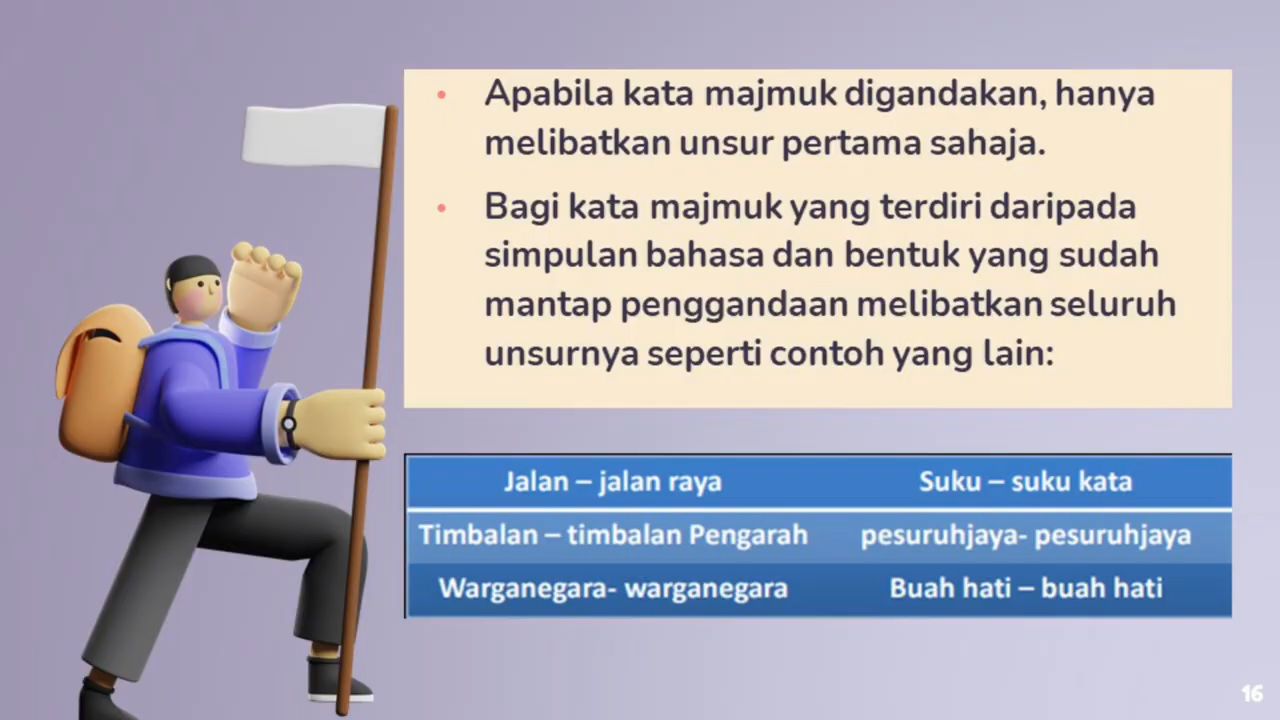 • Apabila kata majmuk digandakan, hanya
melibatkan unsur pertama sahaja.
• Bagi kata majmuk yang terdiri daripada
simpulan bahasa dan bentuk yang sudah
mantap penggandaan melibatkan seluruh
unsurnya seperti contoh yang lain:
Jalan – jalan raya Suku – suku kata
Timbalan – timbalan Pengarah pesuruhjaya- pesuruhjaya
Warganegara- warganegara Buah hati – buah hati
16